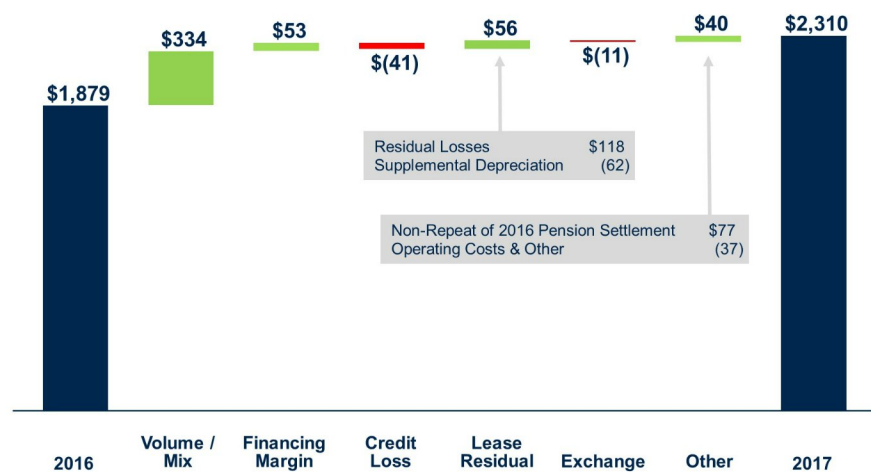 $1,879
$334
$53
$(41)
$56
$(11)
$40
$2,310
Residual Losses $118
Supplemental Depreciation (62)
Non-Repeat of 2016 Pension Settlement $77
Operating Costs & Other (37)
2016
Volume /
Mix
Financing
Margin
Credit
Loss
Lease
Residual
Exchange
Other
2017